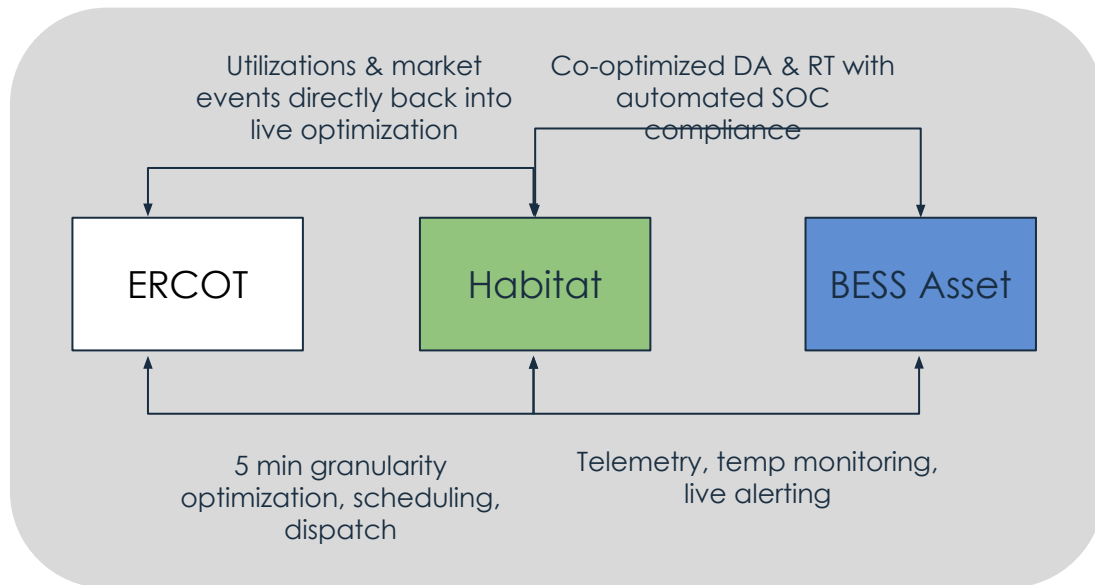 Utilizations & market
events directly back into
live optimization
Co-optimized DA & RT with
automated SOC
compliance
ERCOT
Habitat
BESS Asset
5 min granularity
optimization, scheduling,
dispatch
Telemetry, temp monitoring,
live alerting